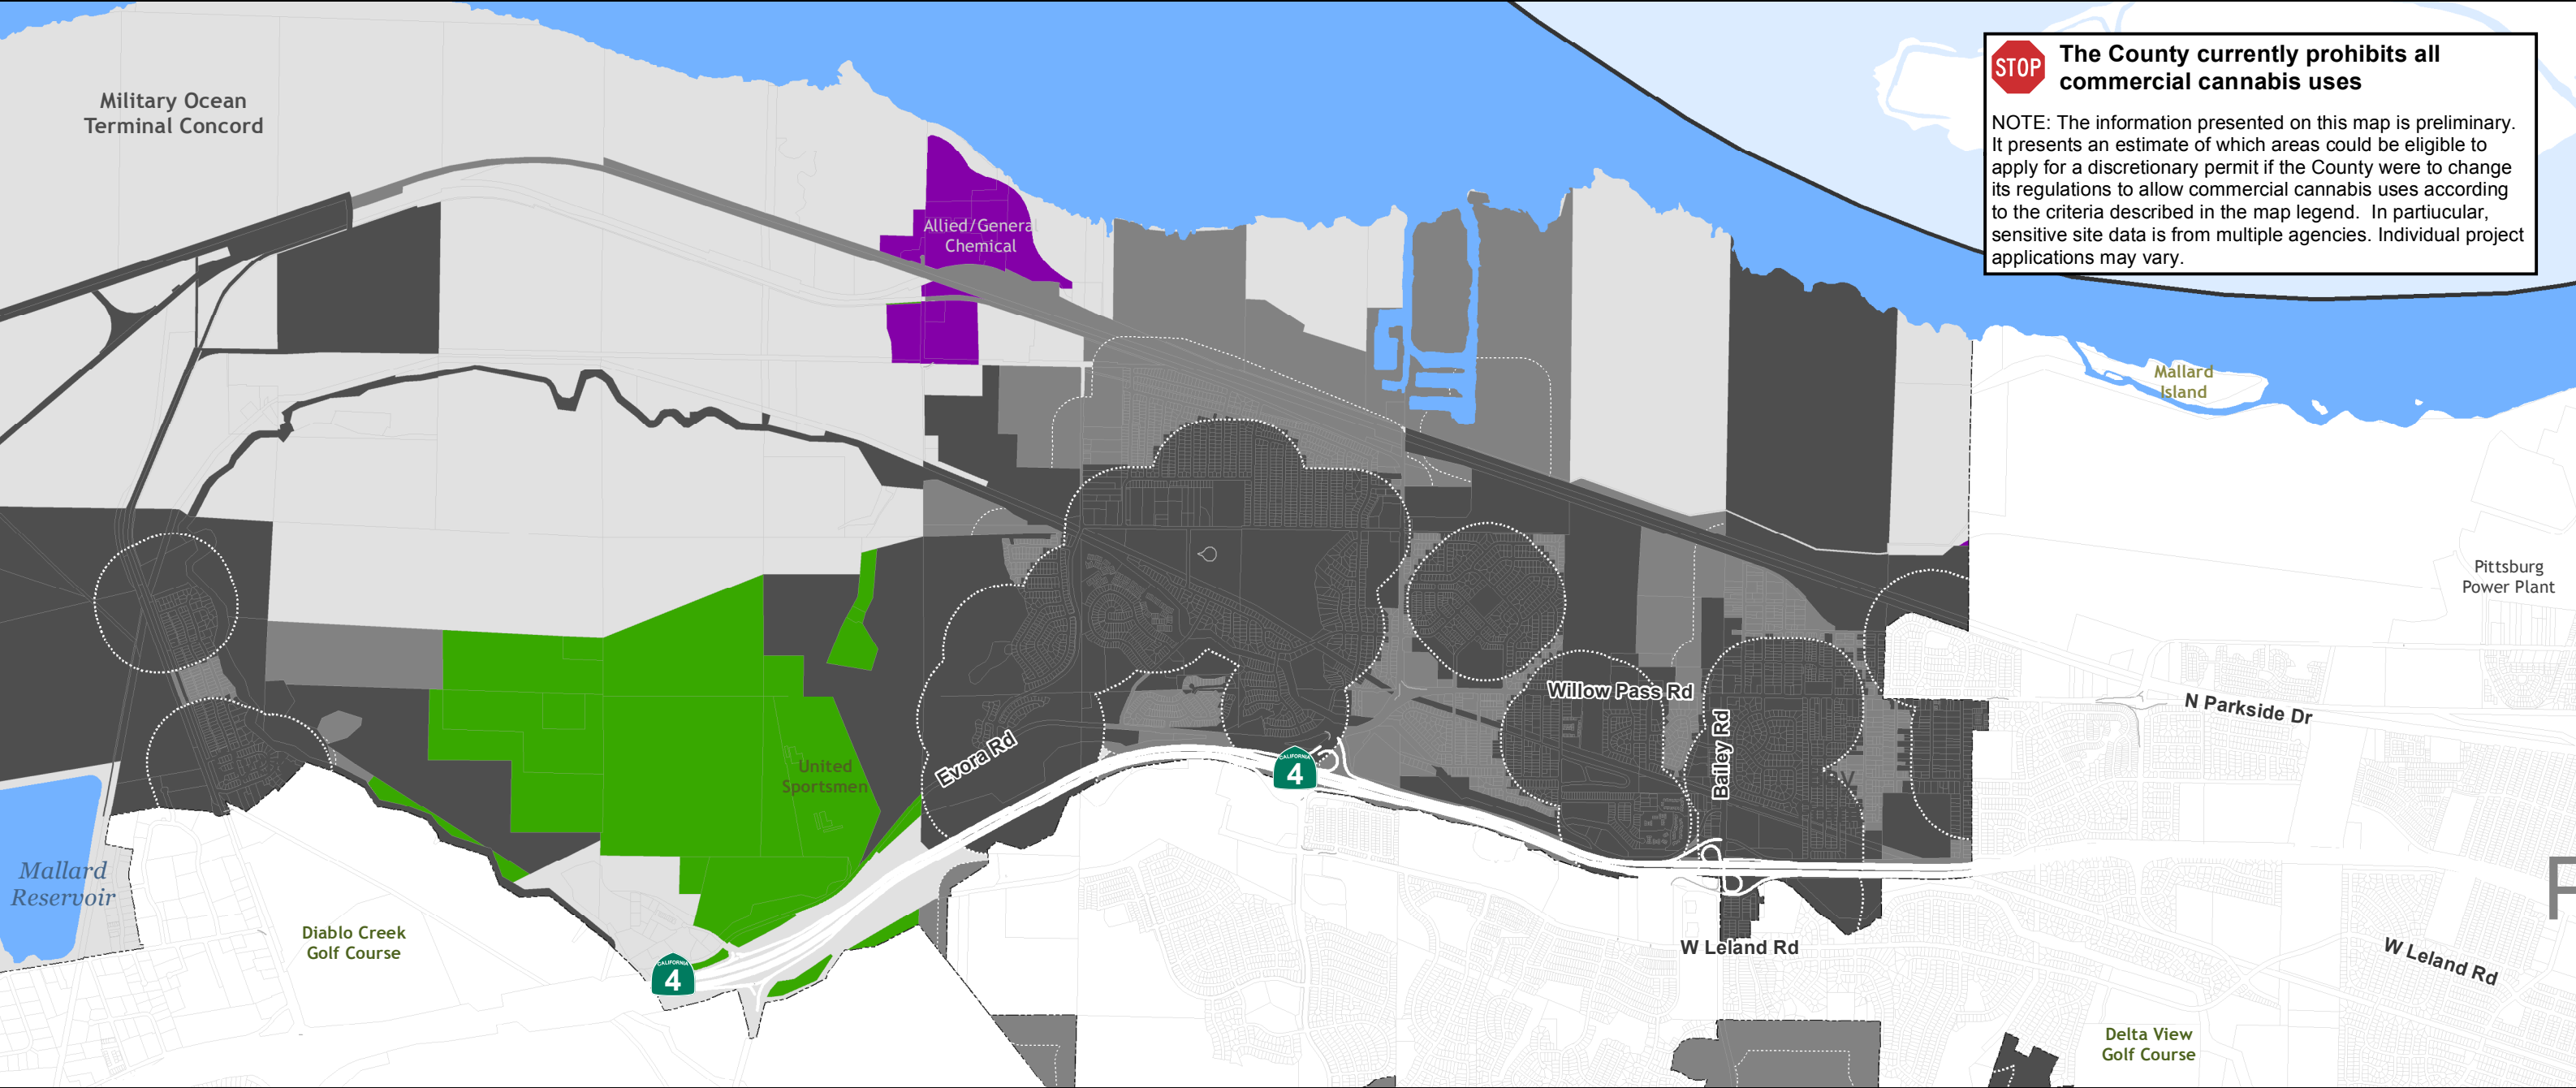 STOP
The County currently prohibits all
commercial cannabis uses
NOTE: The information presented on this map is preliminary.
It presents an estimate of which areas could be eligible to
apply for a discretionary permit if the County were to change
its regulations to allow commercial cannabis uses according
to the criteria described in the map legend. In partiucular,
sensitive site data is from multiple agencies. Individual project
applications may vary.
Military Ocean
Terminal Concord
Allied/General
Chemical
Mallard
Island
Pittsburg
Power Plant
Willow Pass Rd
N Parkside Dr
Evora Rd
Bailey Rd
United
Sportsmen
CALIFORNIA
4
Mallard
Reservoir
Diablo Creek
Golf Course
CALIFORNIA
4
W Leland Rd
W Leland Rd
Delta View
Golf Course